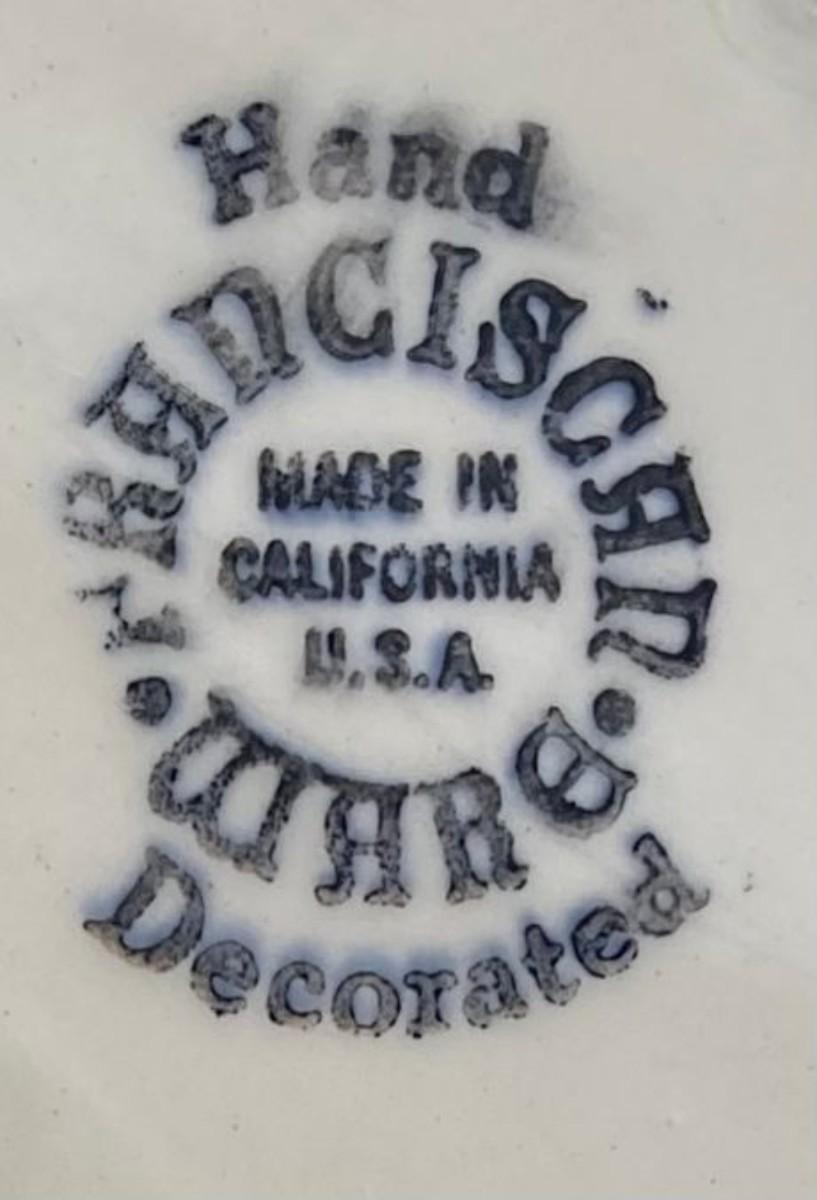 Hand
FRANCISCAN
MADE IN
CALIFORNIA
U.S.A.
• WARE •
Decorated